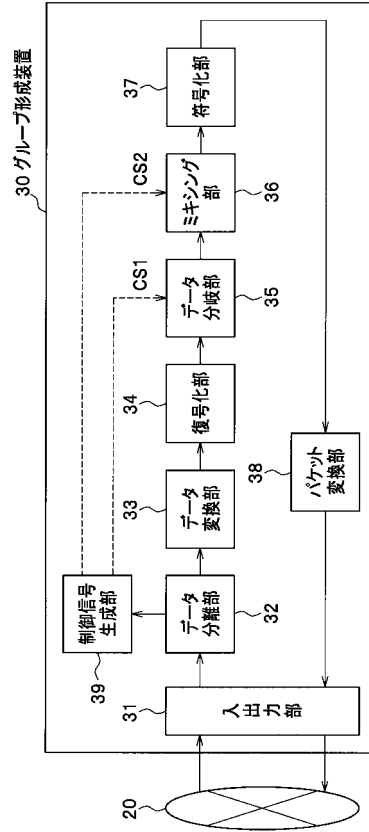 30 グループ形成装置
39
制御信号
生成部
CS1
CS2
20
31
入出力部
32
データ
分離部
33
データ
変換部
34
復号化部
35
データ
分岐部
36
ミキシング
部
37
符号化部
38
パケット
変換部